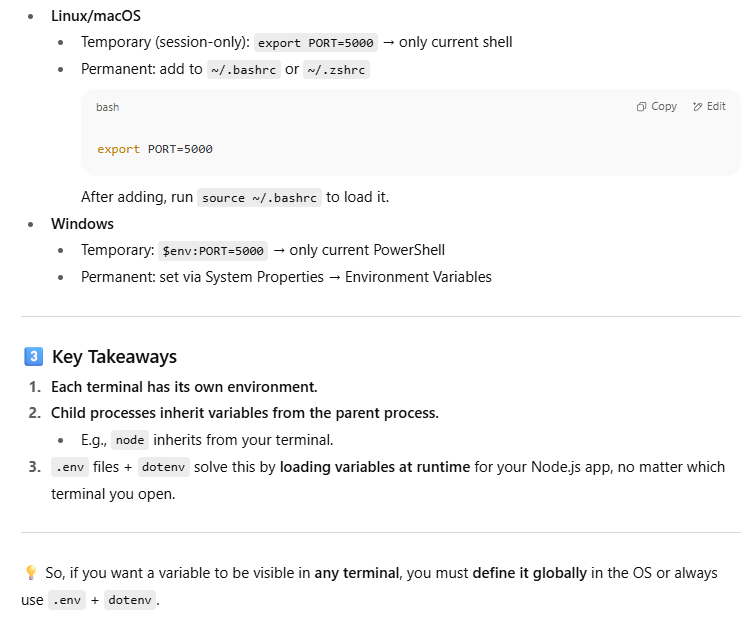 • Linux/macOS
• Temporary (session-only): export PORT=5000 → only current shell
• Permanent: add to ~/.bashrc or ~/.zshrc
bash Copy Edit
export PORT=5000
After adding, run source ~/.bashrc to load it.
• Windows
• Temporary: $env:PORT=5000 → only current PowerShell
• Permanent: set via System Properties → Environment Variables
3️⃣ Key Takeaways
1. Each terminal has its own environment.
2. Child processes inherit variables from the parent process.
• E.g., node inherits from your terminal.
3. .env files + dotenv solve this by loading variables at runtime for your Node.js app, no matter which
terminal you open.
💡 So, if you want a variable to be visible in any terminal, you must define it globally in the OS or always
use .env + dotenv.